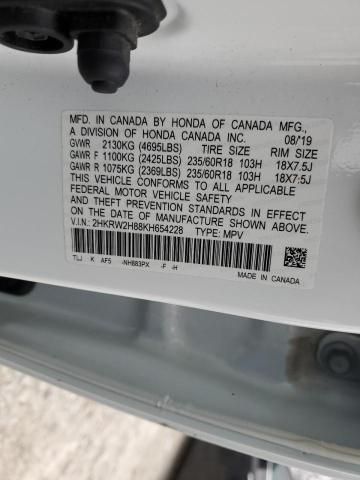 MFD. IN CANADA BY HONDA OF CANADA MFG.,
A DIVISION OF HONDA CANADA INC. 08/'19
GVWR 2130KG (4695LBS) TIRE SIZE RIM SIZE
GAWR F 1100KG (2425LBS) 235/60R18 103H 18X7.5J
GAWR R 1075KG (2369LBS) 235/60R18 103H 18X7.5J
THIS VEHICLE CONFORMS TO ALL APPLICABLE
FEDERAL MOTOR VEHICLE SAFETY
AND THEFT PREVENTION STANDARDS IN EFFECT
ON THE DATE OF MANUFACTURE SHOWN ABOVE.
V.I.N.: 2HKRW2H88KH654228 TYPE: MPV
TLJ K AF5 -NH883PX -F -H
MADE IN CANADA